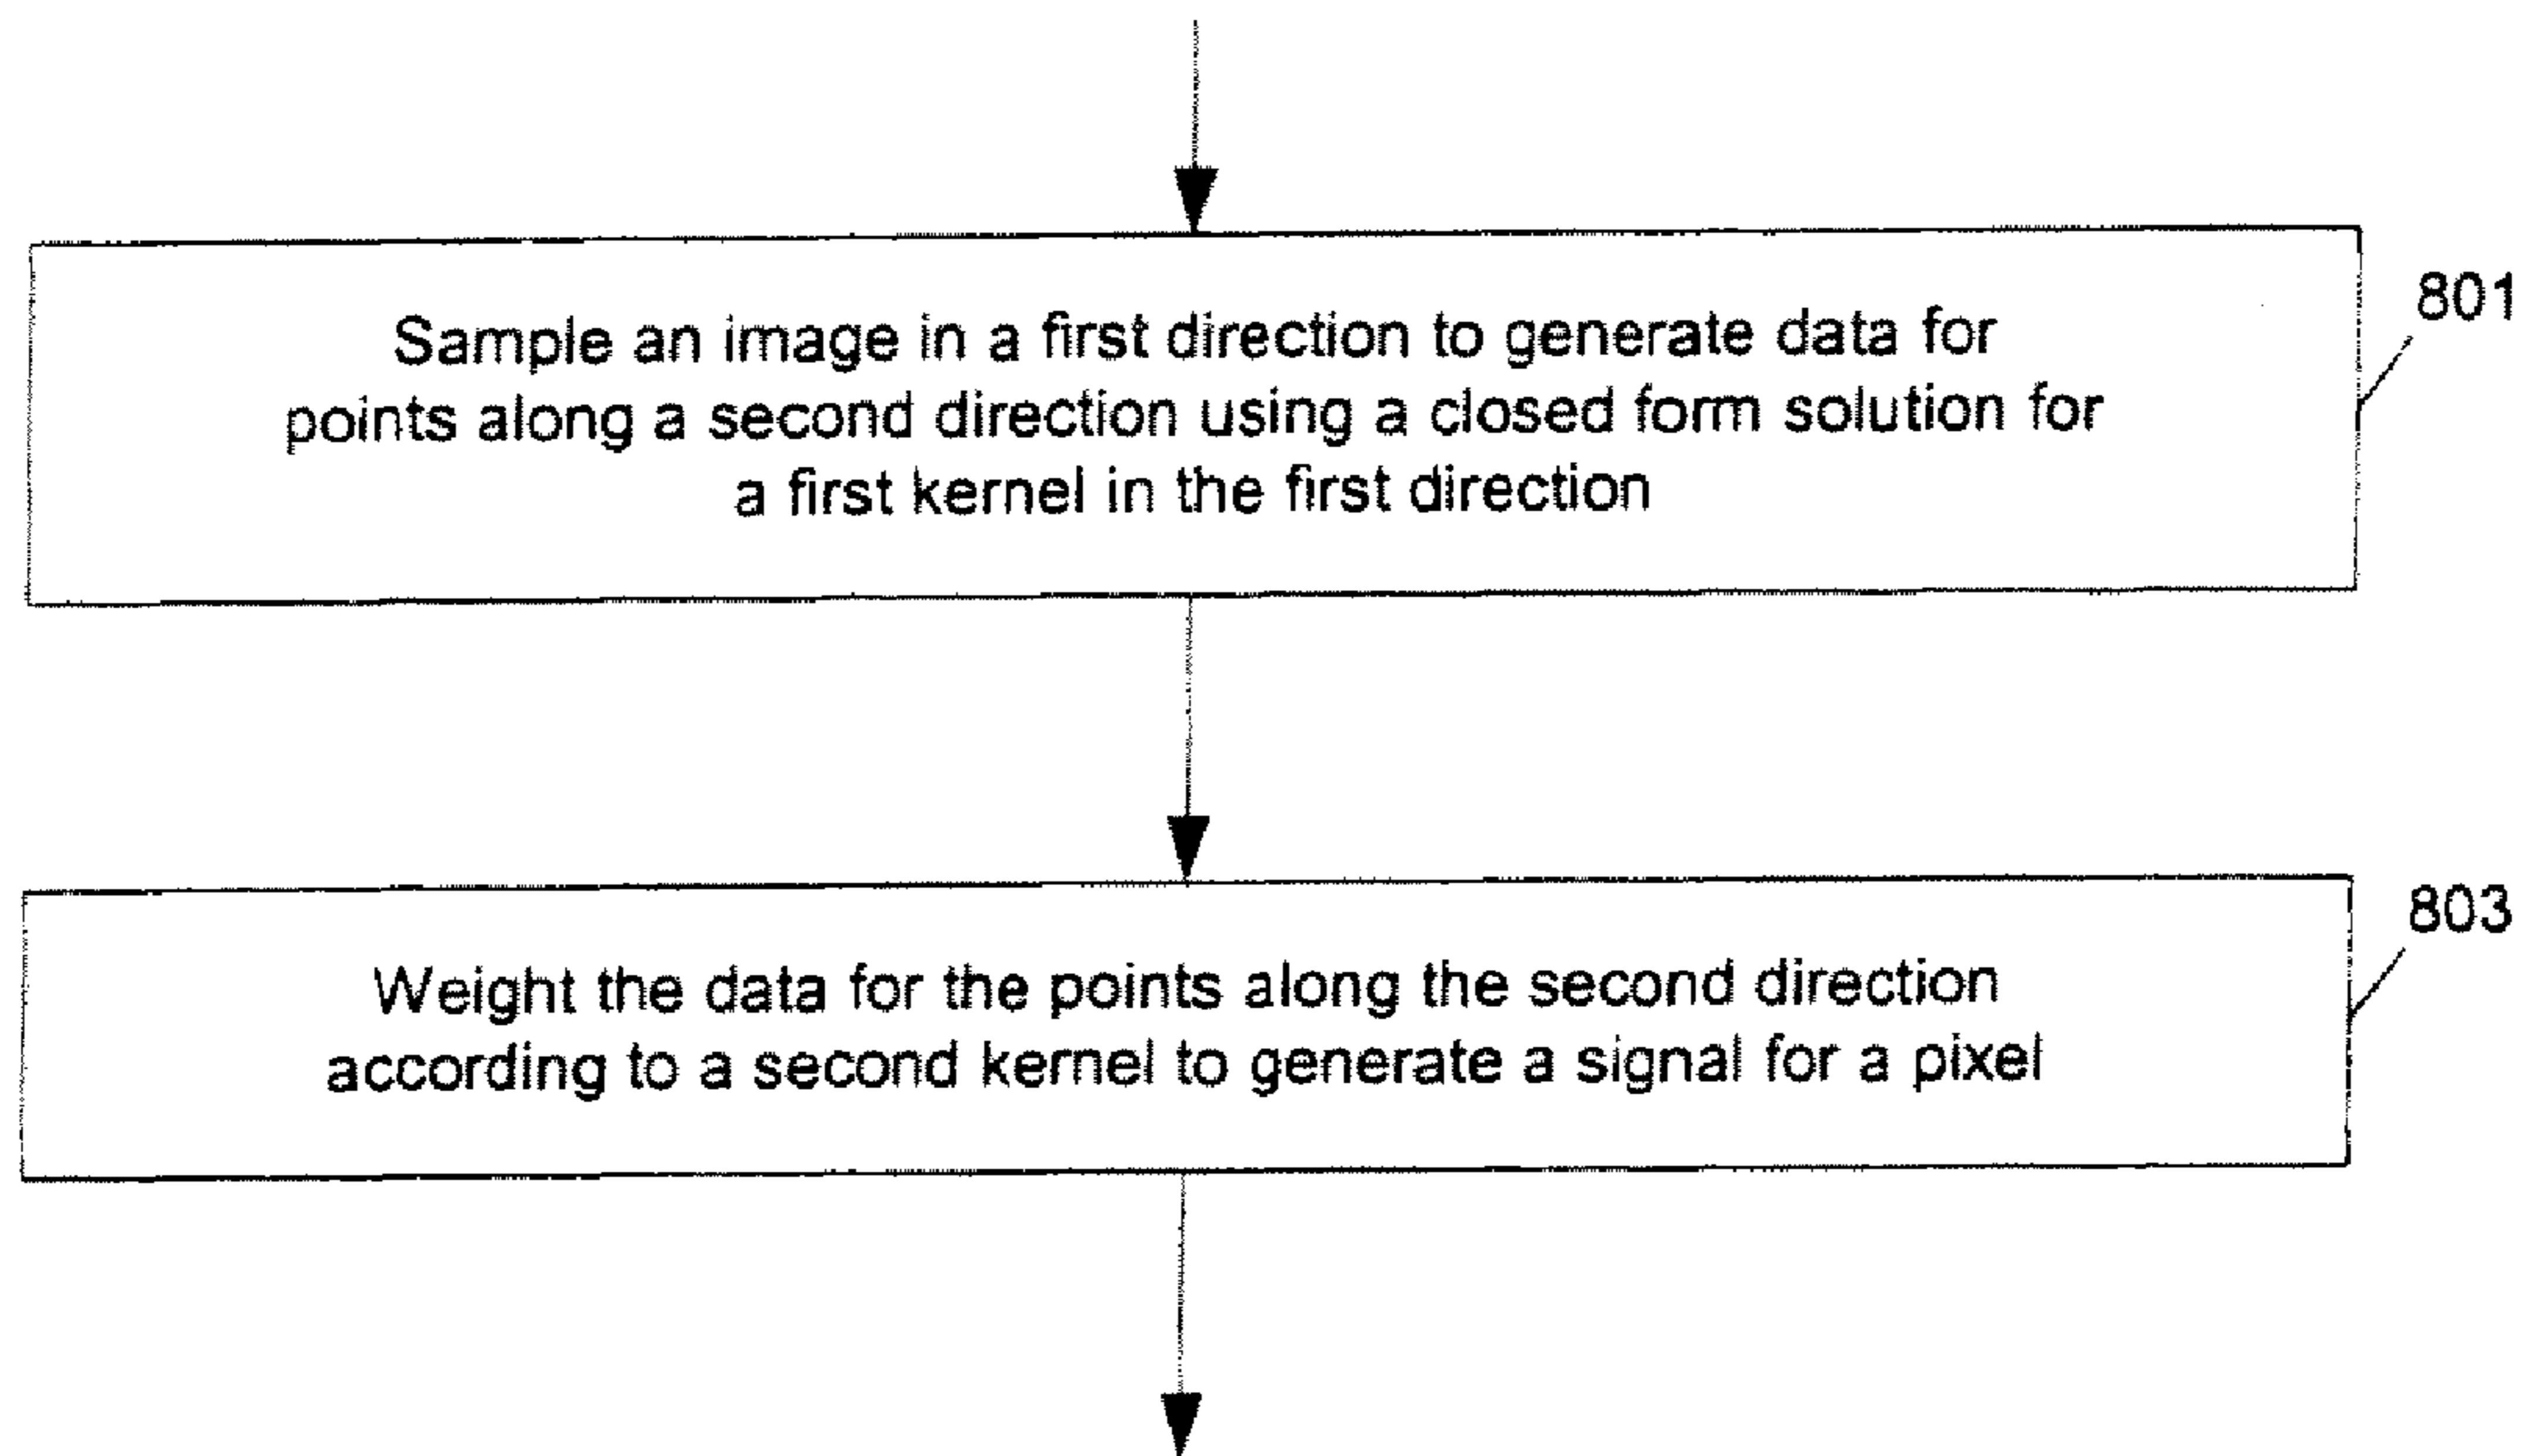 Sample an image in a first direction to generate data for
points along a second direction using a closed form solution for
a first kernel in the first direction
801
Weight the data for the points along the second direction
according to a second kernel to generate a signal for a pixel
803